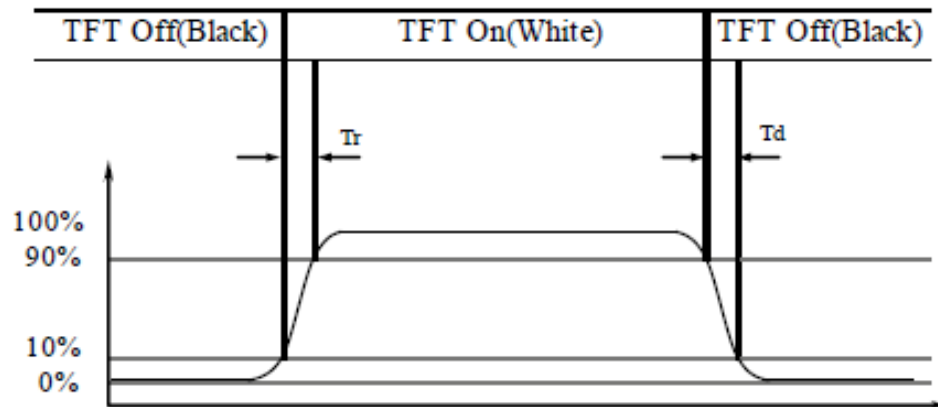 TFT Off(Black) TFT On(White) TFT Off(Black)
Tr Td
100%
90%
10%
0%